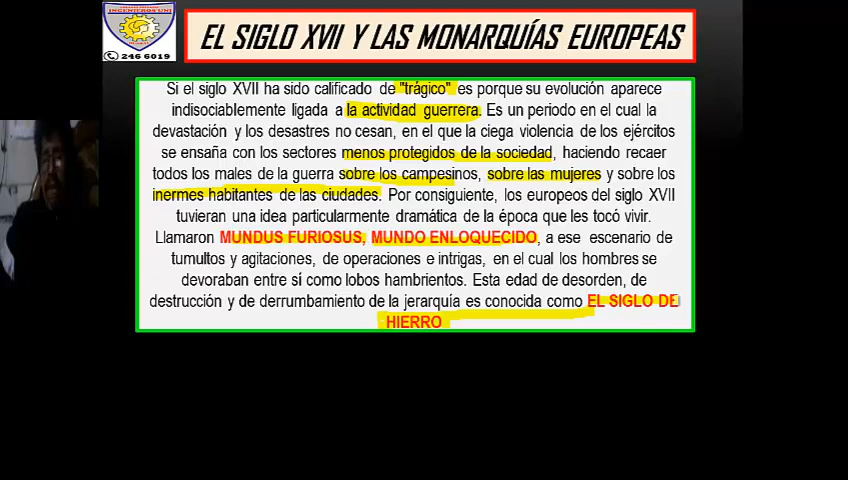 INGENIEROS UNI
246 6019
EL SIGLO XVII Y LAS MONARQUÍAS EUROPEAS
Si el siglo XVII ha sido calificado de "trágico" es porque su evolución aparece
indisociablemente ligada a la actividad guerrera. Es un periodo en el cual la
devastación y los desastres no cesan, en el que la ciega violencia de los ejércitos
se ensaña con los sectores menos protegidos de la sociedad, haciendo recaer
todos los males de la guerra sobre los campesinos, sobre las mujeres y sobre los
inermes habitantes de las ciudades. Por consiguiente, los europeos del siglo XVII
tuvieran una idea particularmente dramática de la época que les tocó vivir.
Llamaron MUNDUS FURIOSUS, MUNDO ENLOQUECIDO, a ese escenario de
tumultos y agitaciones, de operaciones e intrigas, en el cual los hombres se
devoraban entre sí como lobos hambrientos. Esta edad de desorden, de
destrucción y de derrumbamiento de la jerarquía es conocida como EL SIGLO DE
HIERRO